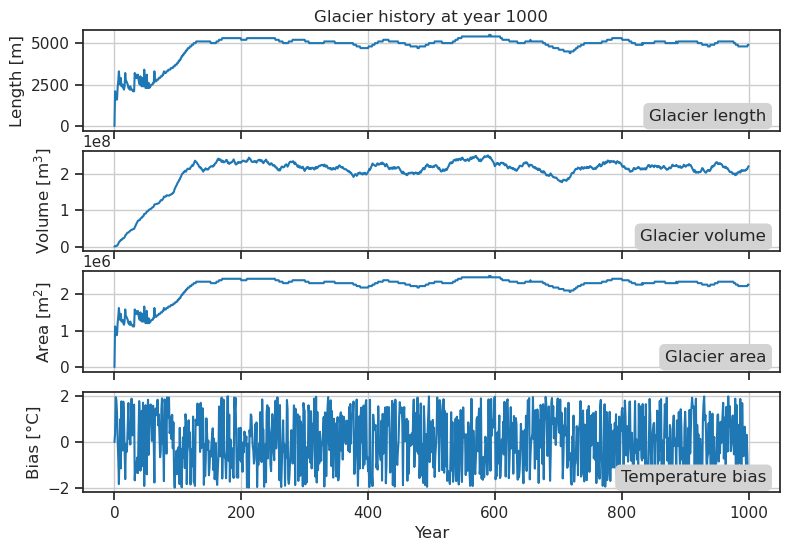 Glacier history at year 1000
Length [m]
5000
2500
0
Glacier length
1e8
Volume [m³]
2
1
0
Glacier volume
1e6
Area [m²]
2
1
0
Glacier area
Bias [°C]
2
0
−2
Temperature bias
0 200 400 600 800 1000
Year